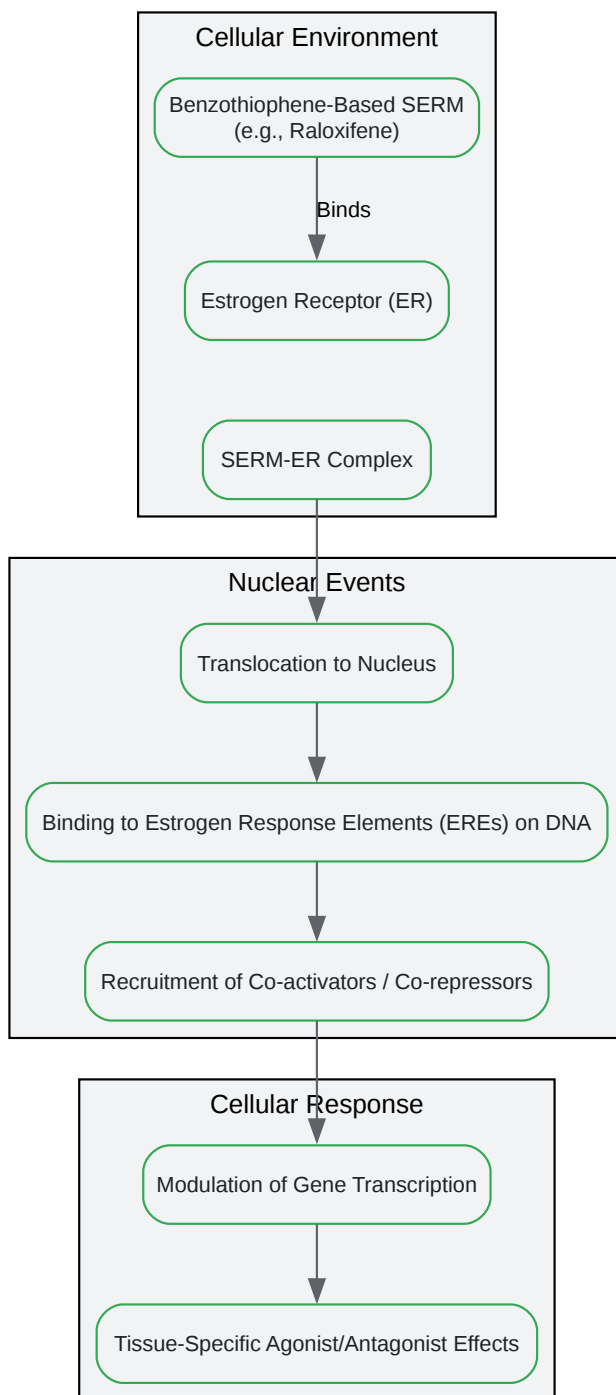 Cellular Environment
Benzothiophene-Based SERM
(e.g., Raloxifene)
Binds
Estrogen Receptor (ER)
SERM-ER Complex
Nuclear Events
Translocation to Nucleus
Binding to Estrogen Response Elements (EREs) on DNA
Recruitment of Co-activators / Co-repressors
Cellular Response
Modulation of Gene Transcription
Tissue-Specific Agonist/Antagonist Effects